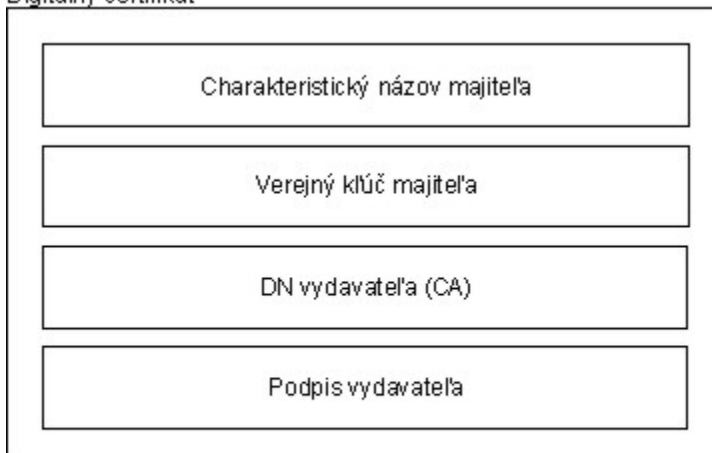 Charakteristický názov majiteľa
Verejný kľúč majiteľa
DN vydavateľa (CA)
Podpis vydavateľa